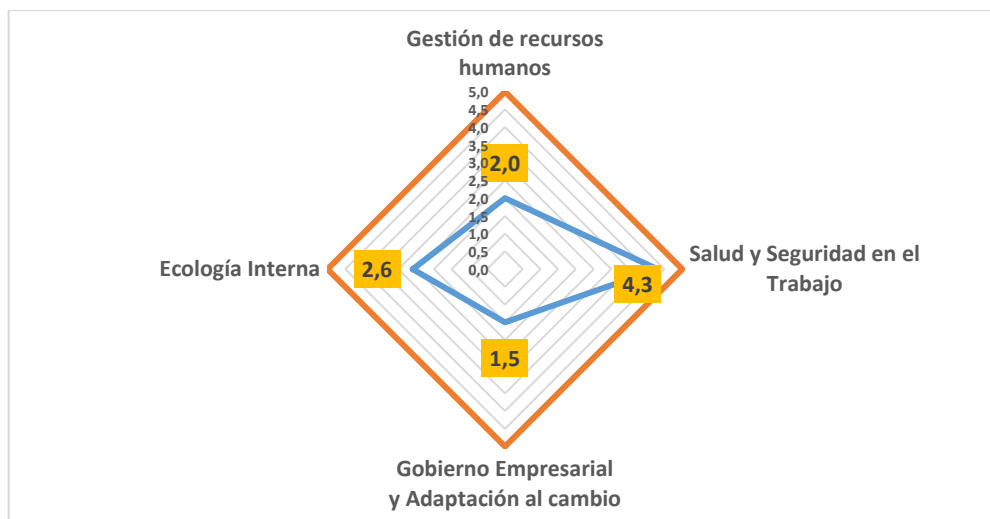 Gestión de recursos
humanos
5,0
4,5
4,0
3,5
3,0
2,5
2,0
1,5
1,0
0,5
0,0
2,0
Ecología Interna
2,6
4,3
Salud y Seguridad en el
Trabajo
1,5
Gobierno Empresarial
y Adaptación al cambio